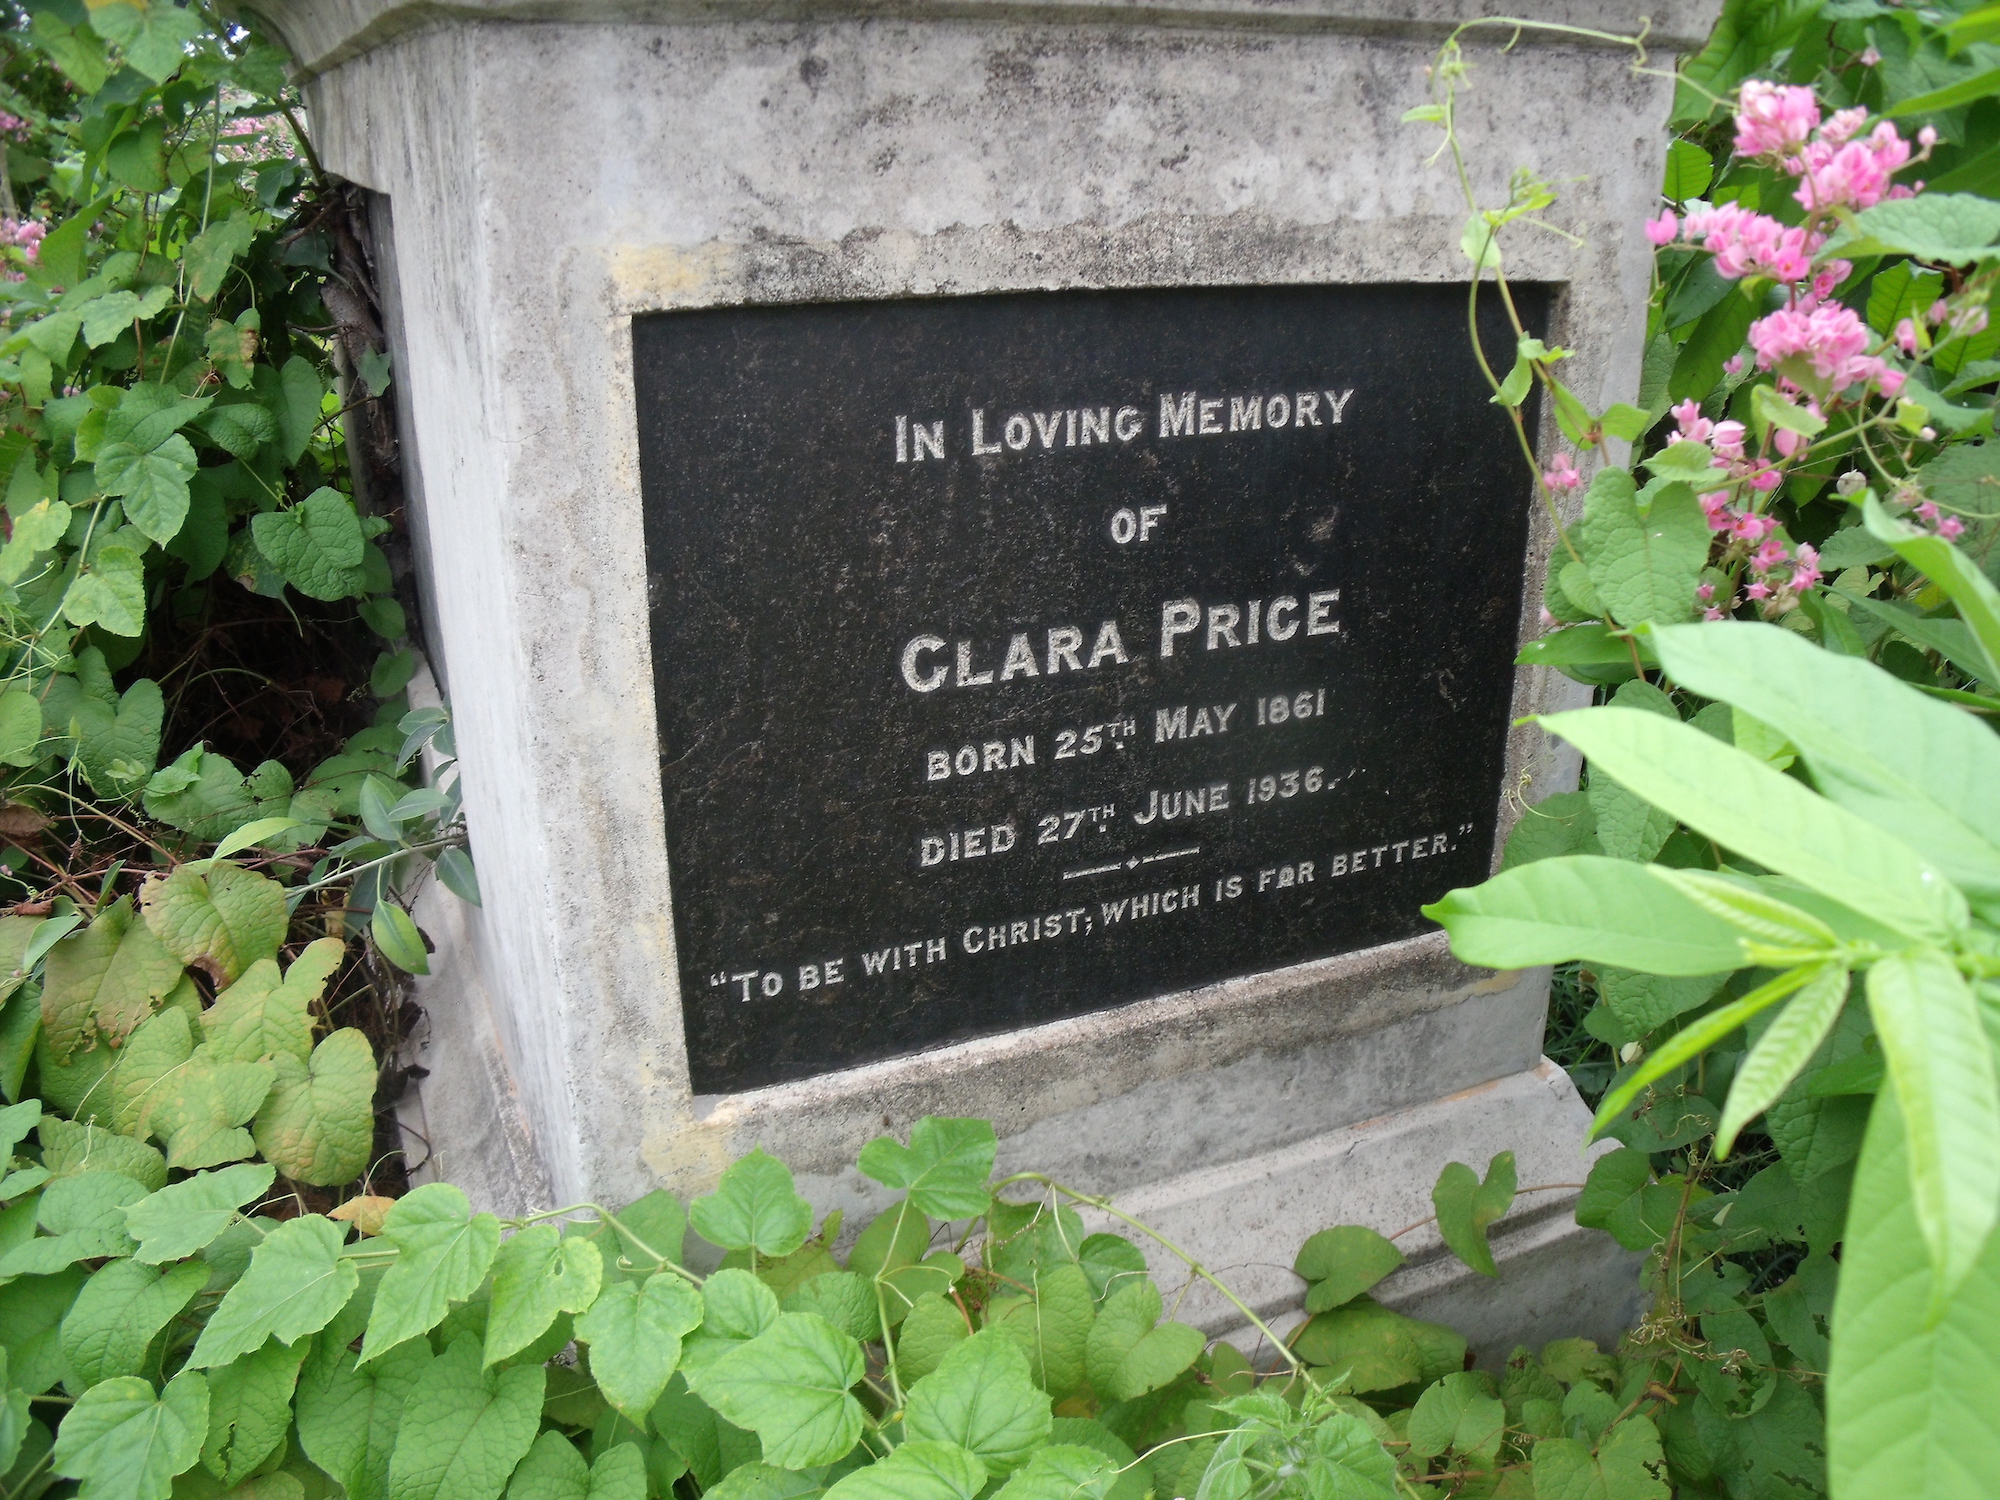 In Loving Memory
OF
Clara Price
BORN 25TH. MAY 1861
DIED 27TH. JUNE 1936.
"To be with Christ; which is far better."